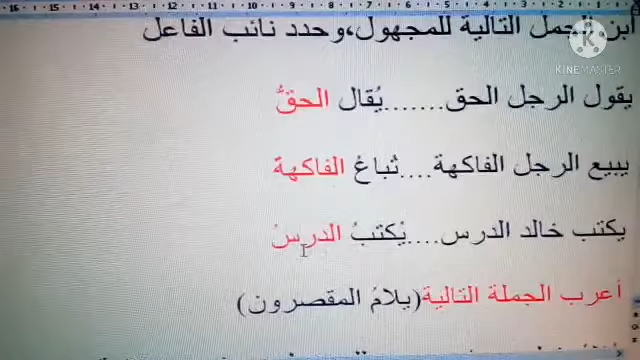 ابن الجمل التالية للمجهول،وحدد نائب الفاعل
KINEMASTER
يقول الرجل الحق.......يُقال الحقُّ
يبيع الرجل الفاكهة....تُباعُ الفاكهة
يكتب خالد الدرس....يُكتبُ الدرسُ
أعرب الجملة التالية(يلامُ المقصرون)